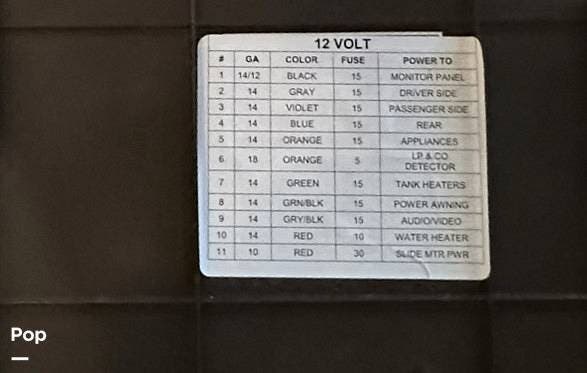 12 VOLT
# GA COLOR FUSE POWER TO
1 14/12 BLACK 15 MONITOR PANEL
2 14 GRAY 15 DRIVER SIDE
3 14 VIOLET 15 PASSENGER SIDE
4 14 BLUE 15 REAR
5 14 ORANGE 15 APPLIANCES
6 18 ORANGE 5 LP & CO
DETECTOR
7 14 GREEN 15 TANK HEATERS
8 14 GRN/BLK 15 POWER AWNING
9 14 GRY/BLK 15 AUDIO/VIDEO
10 14 RED 10 WATER HEATER
11 10 RED 30 SLIDE MTR PWR
Pop